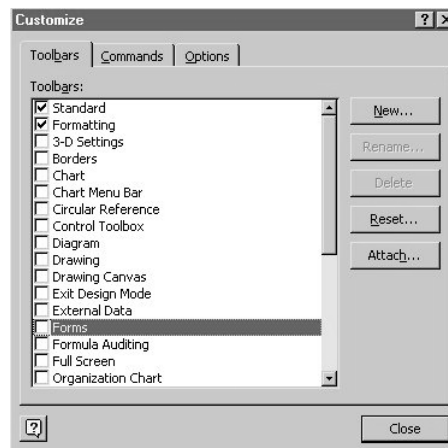 Customize
Toolbars Commands Options
Toolbars:
Standard
Formatting
3-D Settings
Borders
Chart
Chart Menu Bar
Circular Reference
Control Toolbox
Diagram
Drawing
Drawing Canvas
Exit Design Mode
External Data
Forms
Formula Auditing
Full Screen
Organization Chart
New...
Rename...
Delete
Reset...
Attach...
Close